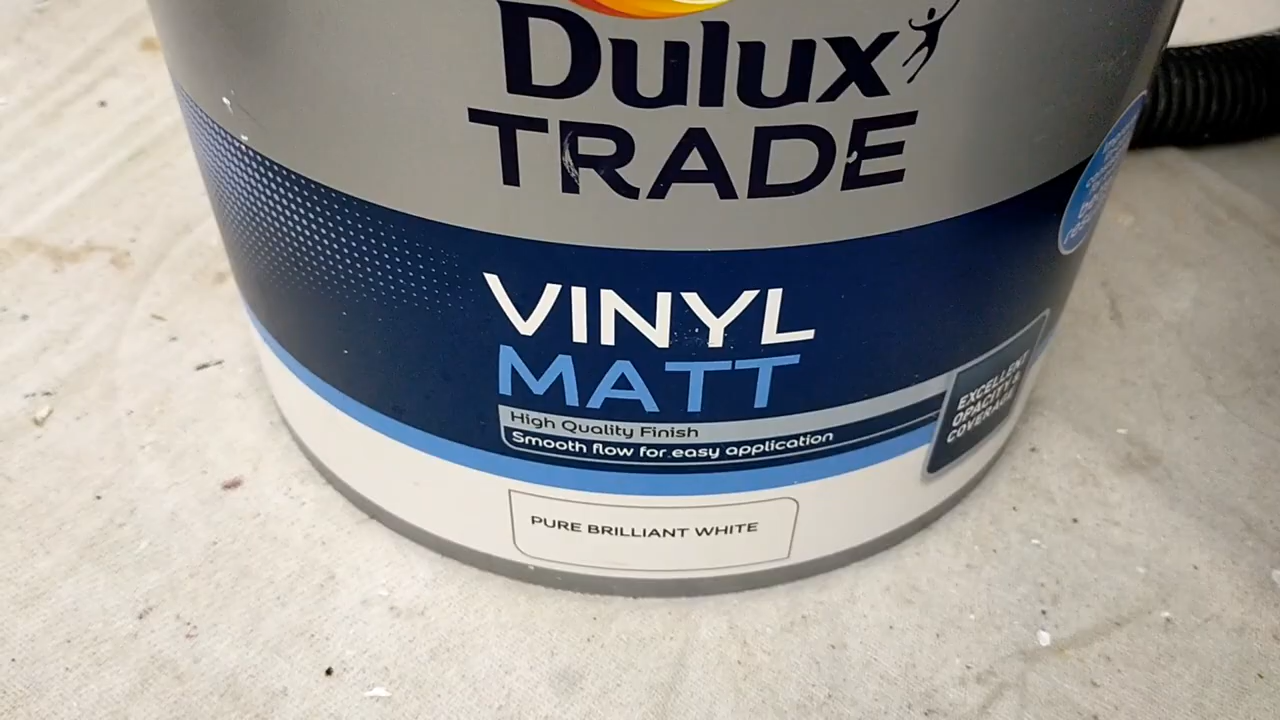 Dulux
TRADE
VINYL
MATT
High Quality Finish
Smooth flow for easy application
EXCELLENT
OPACITY &
COVERAGE
PURE BRILLIANT WHITE